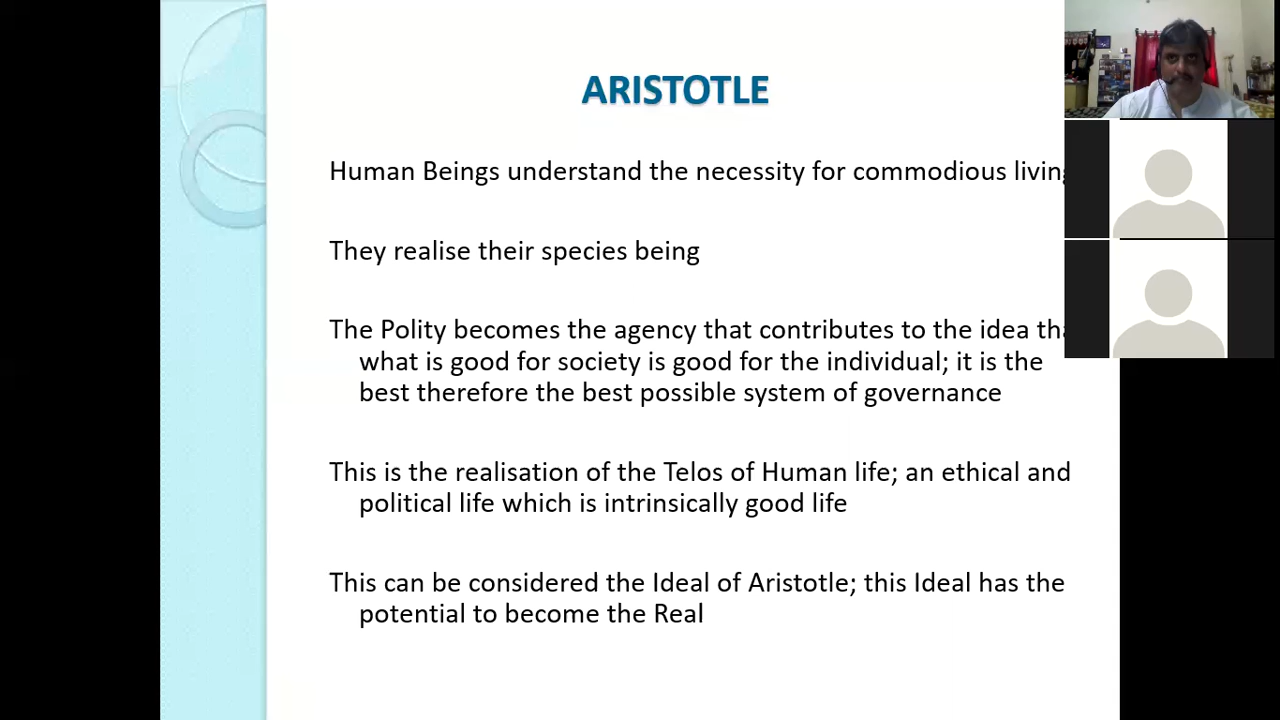 ARISTOTLE
Human Beings understand the necessity for commodious living
They realise their species being
The Polity becomes the agency that contributes to the idea tha
what is good for society is good for the individual; it is the
best therefore the best possible system of governance
This is the realisation of the Telos of Human life; an ethical and
political life which is intrinsically good life
This can be considered the Ideal of Aristotle; this Ideal has the
potential to become the Real